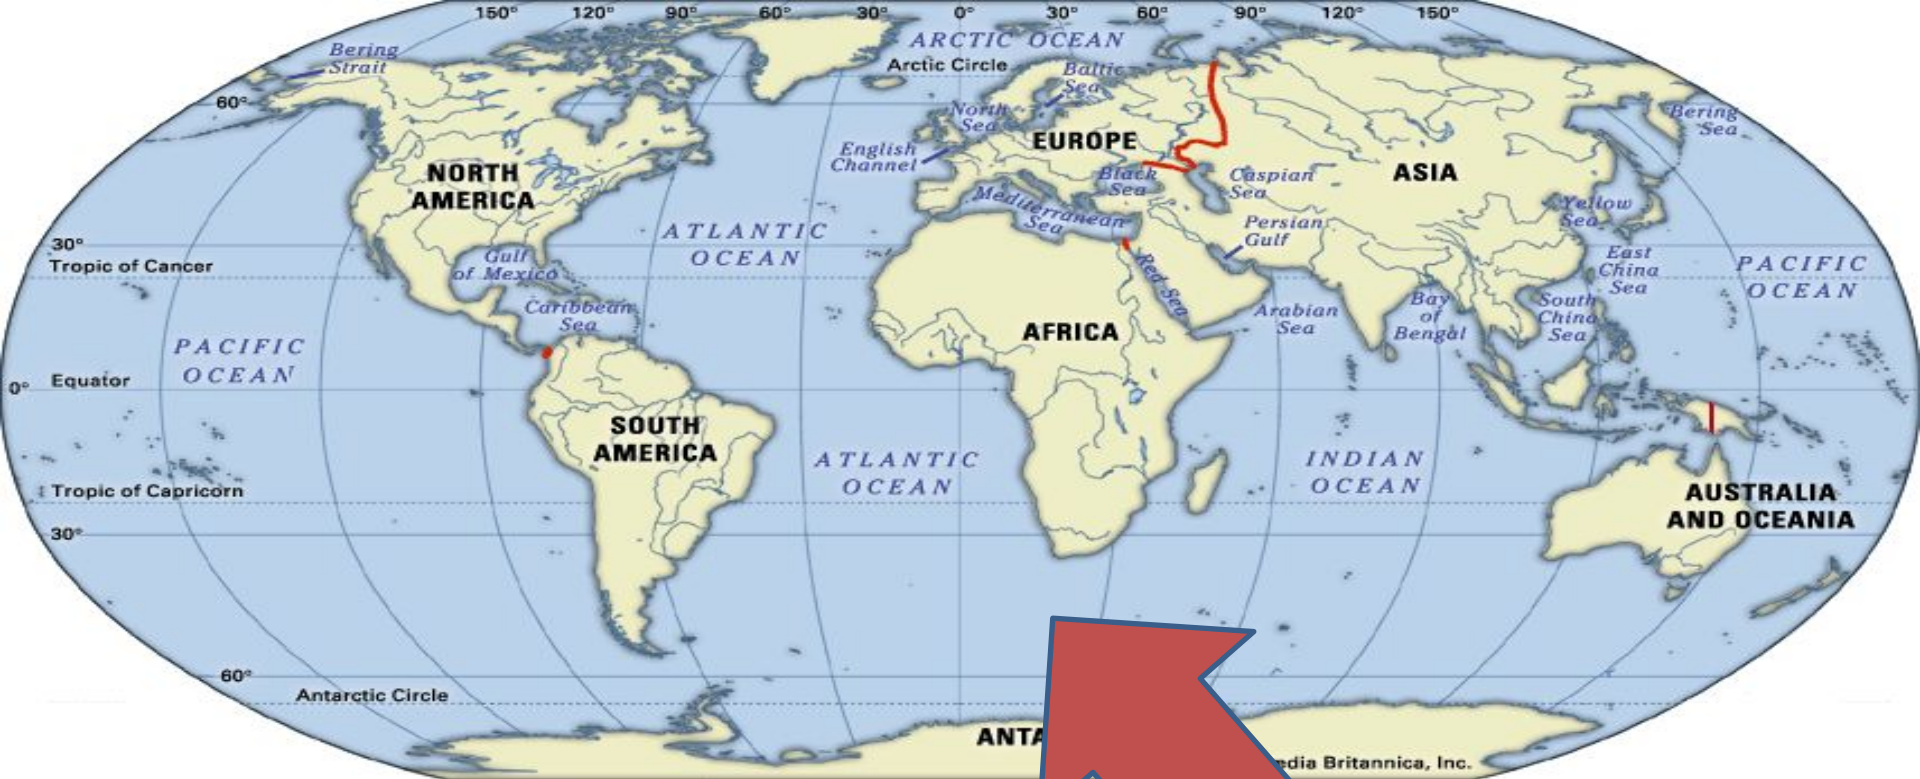 150° 120° 90° 60° 30° 0° 30° 60° 90° 120° 150°
ARCTIC OCEAN
Arctic Circle
Bering
Strait
Baltic
Sea
60°
North
Sea
Bering
Sea
EUROPE
English
Channel
NORTH
AMERICA
ASIA
Black
Sea
Caspian
Sea
Mediterranean
Sea
Yellow
Sea
ATLANTIC
OCEAN
Persian
Gulf
30°
Tropic of Cancer
Gulf
of Mexico
Red Sea
East
China
Sea
PACIFIC
OCEAN
Caribbean
Sea
Arabian
Sea
Bay
of
Bengal
South
China
Sea
AFRICA
PACIFIC
OCEAN
0° Equator
SOUTH
AMERICA
ATLANTIC
OCEAN
INDIAN
OCEAN
Tropic of Capricorn
AUSTRALIA
AND OCEANIA
30°
60°
Antarctic Circle
ANTA
edia Britannica, Inc.